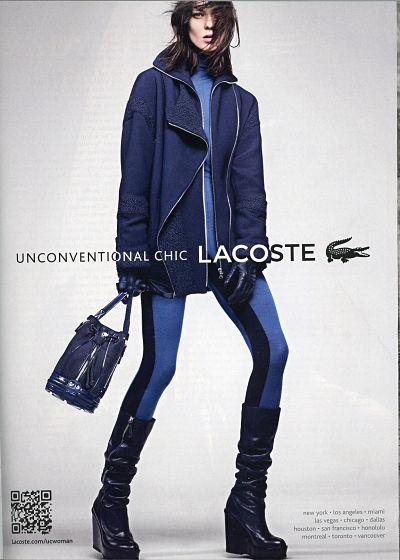 UNCONVENTIONAL CHIC LACOSTE
lacoste.com/ucwoman
new york • los angeles • miami
las vegas • chicago • dallas
houston • san francisco • honolulu
montreal • toronto • vancouver